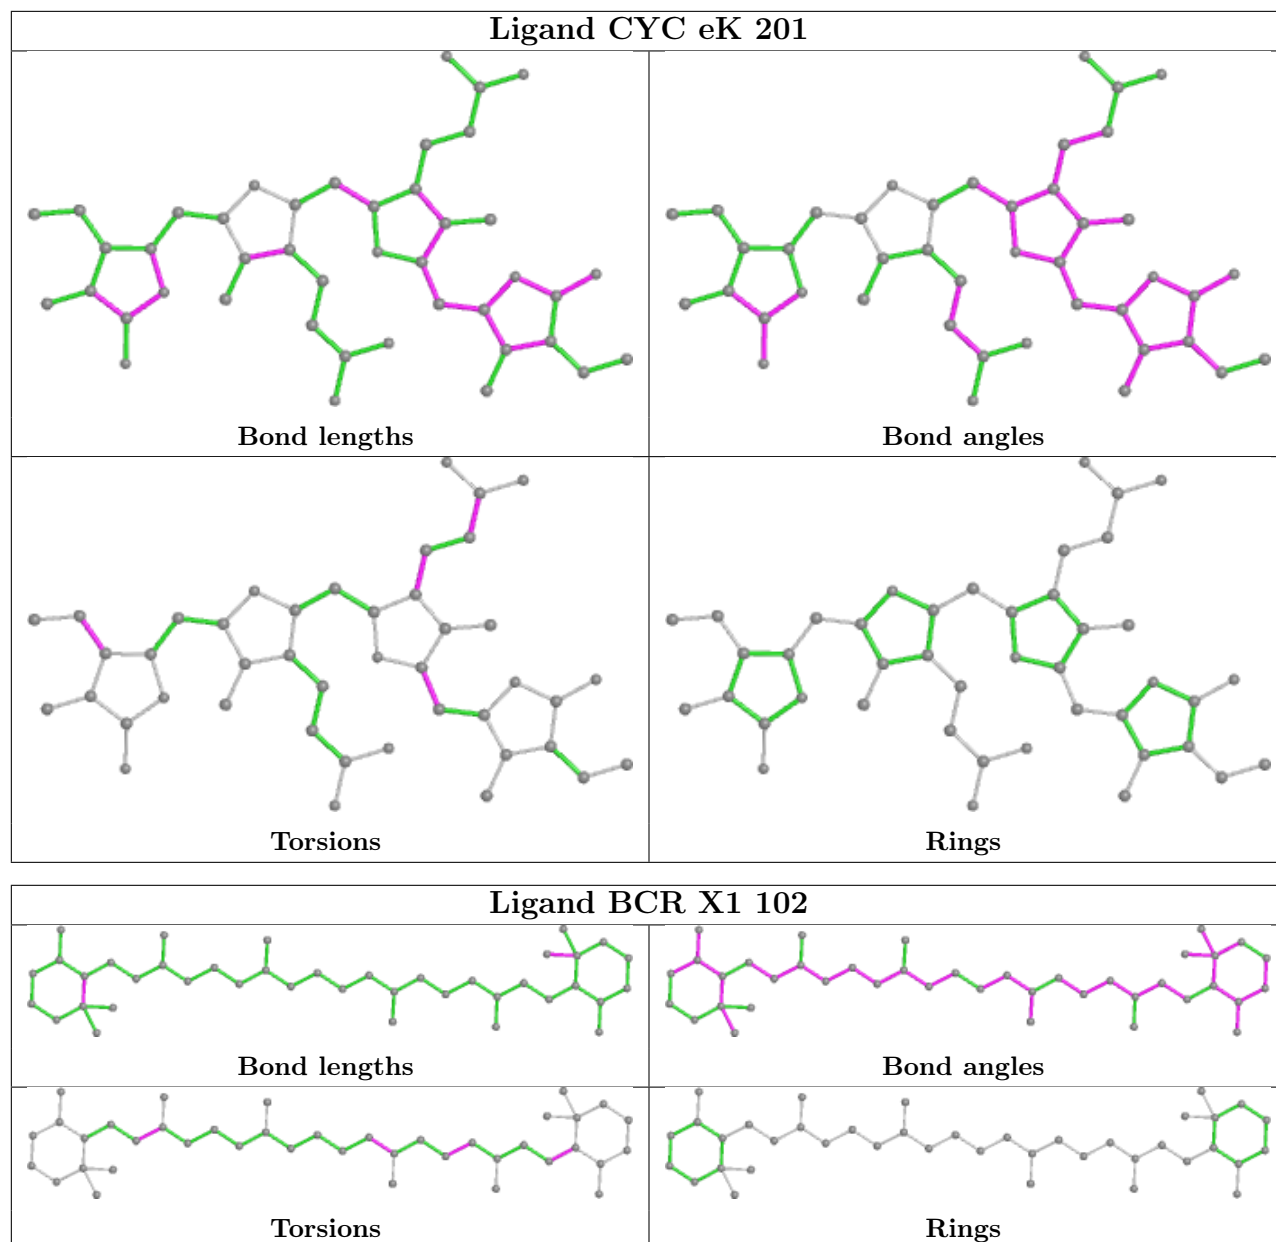 Ligand CYC eK 201
Bond lengths
Bond angles
Torsions
Rings
Ligand BCR X1 102
Bond lengths
Bond angles
Torsions
Rings